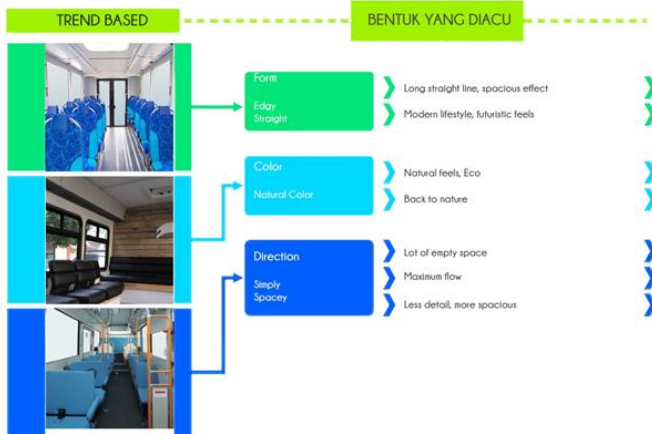 TREND BASED
BENTUK YANG DIACU
Form
Edgy
Straight
Long straight line, spacious effect
Modern lifestyle, futuristic feels
Color
Natural Color
Natural feels, Eco
Back to nature
Direction
Simply
Spacey
Lot of empty space
Maximum flow
Less detail, more spacious